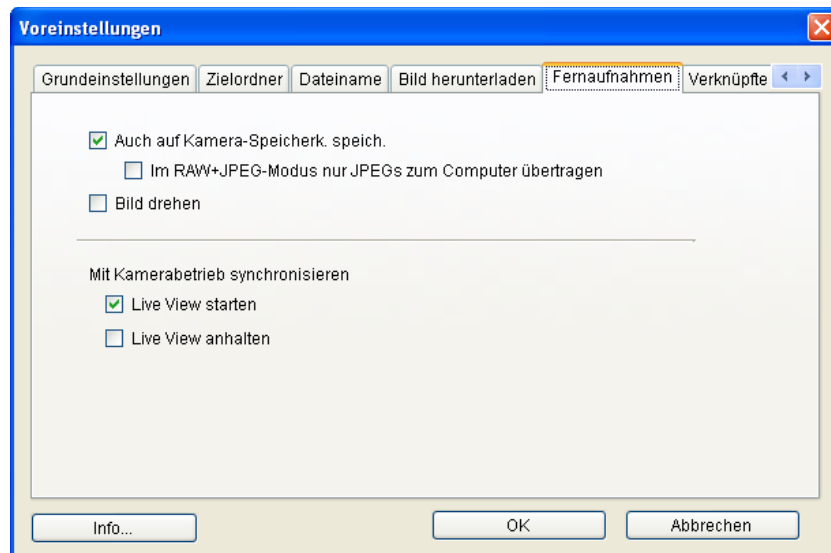 Voreinstellungen
Grundeinstellungen Zielordner Dateiname Bild herunterladen Fernaufnahmen Verknüpfte
Auch auf Kamera-Speicherk. speich.
Im RAW+JPEG-Modus nur JPEGs zum Computer übertragen
Bild drehen
Mit Kamerabetrieb synchronisieren
Live View starten
Live View anhalten
Info... OK Abbrechen